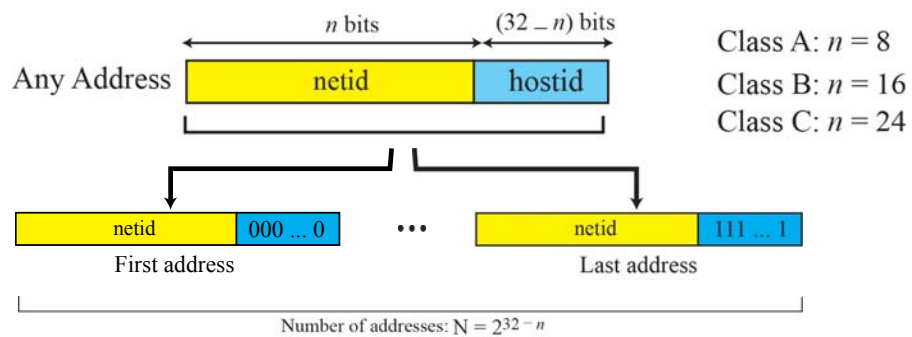 n bits
(32 – n) bits
Class A: n = 8
Any Address
netid
hostid
Class B: n = 16
Class C: n = 24
netid
000 ... 0
...
netid
111 ... 1
First address
Last address
Number of addresses: N = 2^{32 – n}